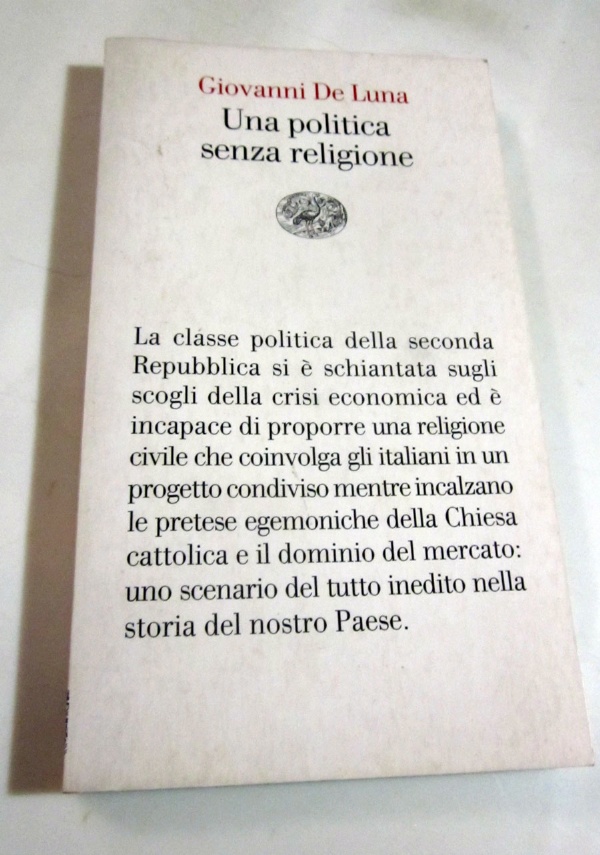 Giovanni De Luna
Una politica
senza religione
La classe politica della seconda
Repubblica si è schiantata sugli
scogli della crisi economica ed è
incapace di proporre una religione
civile che coinvolga gli italiani in un
progetto condiviso mentre incalzano
le pretese egemoniche della Chiesa
cattolica e il dominio del mercato:
uno scenario del tutto inedito nella
storia del nostro Paese.